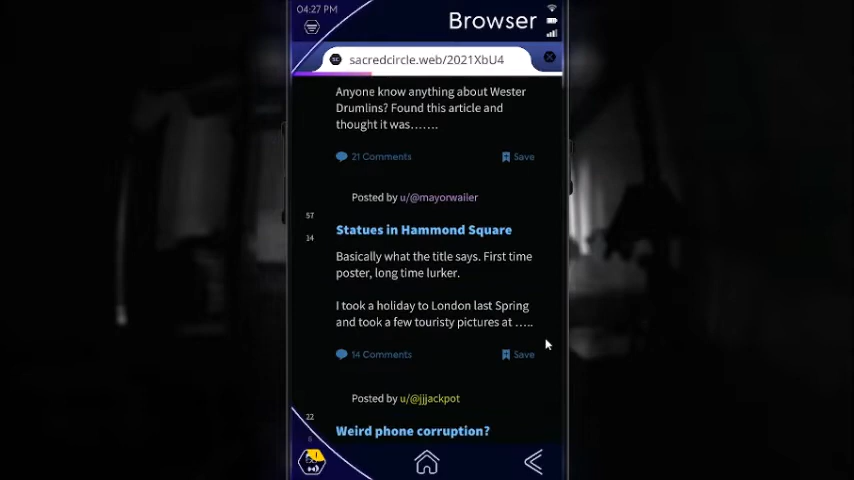 04:27 PM
Browser
sacredcircle.web/2021XbU4
Anyone know anything about Wester
Drumlins? Found this article and
thought it was.......
21 Comments
Save
Posted by u/@mayorwaiier
57
Statues in Hammond Square
14
Basically what the title says. First time
poster, long time lurker.
I took a holiday to London last Spring
and took a few touristy pictures at .....
14 Comments
Save
Posted by u/@jjjackpot
22
Weird phone corruption?